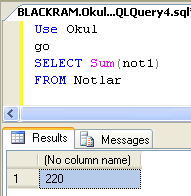 BLACKRAM.Okul...QLQuery4.sql
Use Okul
go
SELECT Sum(not1)
FROM Notlar
Results Messages
(No column name)
1 220